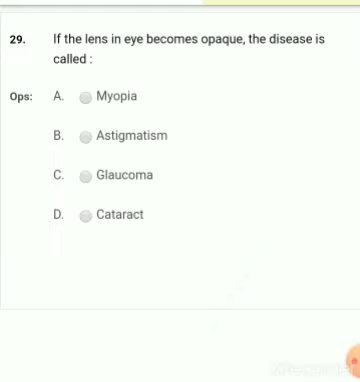 29. If the lens in eye becomes opaque, the disease is
called :
Ops: A. Myopia
B. Astigmatism
C. Glaucoma
D. Cataract